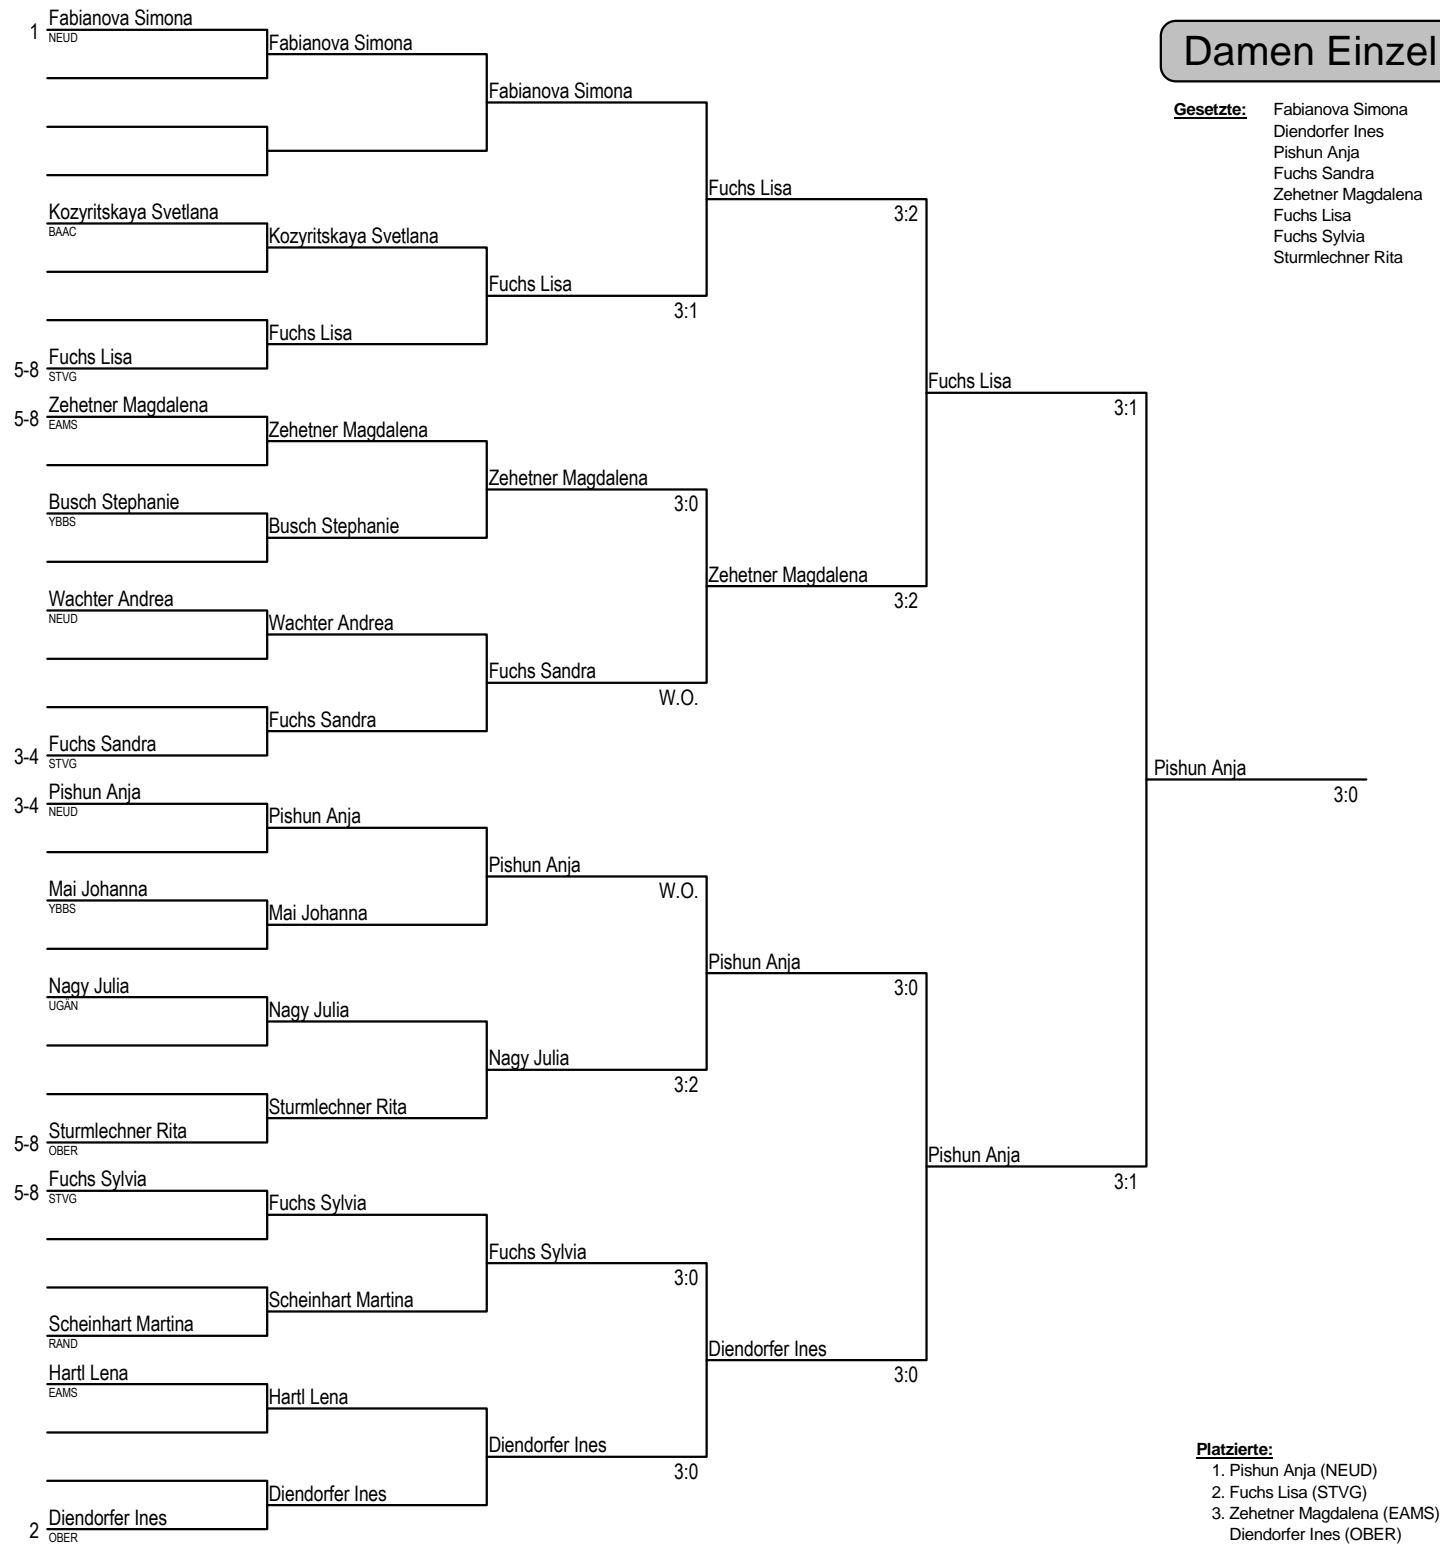 Damen Einzel
Gesetzte: Fabianova Simona
Diendorfer Ines
Pishun Anja
Fuchs Sandra
Zehetner Magdalena
Fuchs Lisa
Fuchs Sylvia
Sturmlechner Rita
1 Fabianova Simona
NEUD
Kozyritskaya Svetlana
BAAC
5-8 Fuchs Lisa
STVG
5-8 Zehetner Magdalena
EAMS
Busch Stephanie
YBBS
Wachter Andrea
NEUD
3-4 Fuchs Sandra
STVG
3-4 Pishun Anja
NEUD
Mai Johanna
YBBS
Nagy Julia
UGÄN
5-8 Sturmlechner Rita
OBER
5-8 Fuchs Sylvia
STVG
Scheinhart Martina
RAND
Hartl Lena
EAMS
2 Diendorfer Ines
OBER
Fabianova Simona
Kozyritskaya Svetlana
Fuchs Lisa
Zehetner Magdalena
Busch Stephanie
Wachter Andrea
Fuchs Sandra
Pishun Anja
Mai Johanna
Nagy Julia
Sturmlechner Rita
Fuchs Sylvia
Scheinhart Martina
Hartl Lena
Diendorfer Ines
Fabianova Simona
Fuchs Lisa
3:1
Zehetner Magdalena
3:0
Fuchs Sandra
W.O.
Pishun Anja
W.O.
Nagy Julia
3:2
Fuchs Sylvia
3:0
Diendorfer Ines
3:0
Fuchs Lisa
3:2
Zehetner Magdalena
3:2
Pishun Anja
3:0
Diendorfer Ines
3:0
Fuchs Lisa
3:1
Pishun Anja
3:1
Pishun Anja
3:0
Platzierte:
1. Pishun Anja (NEUD)
2. Fuchs Lisa (STVG)
3. Zehetner Magdalena (EAMS)
Diendorfer Ines (OBER)